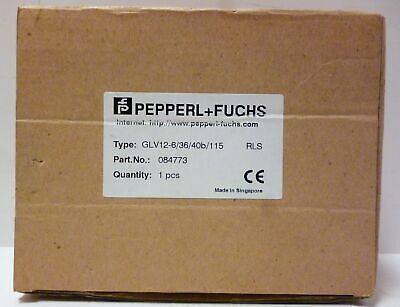 PEPPERL+FUCHS
Internet: http://www.pepperl-fuchs.com
Type: GLV12-6/36/40b/115 RLS
Part.No.: 084773
Quantity: 1 pcs
CE
Made in Singapore